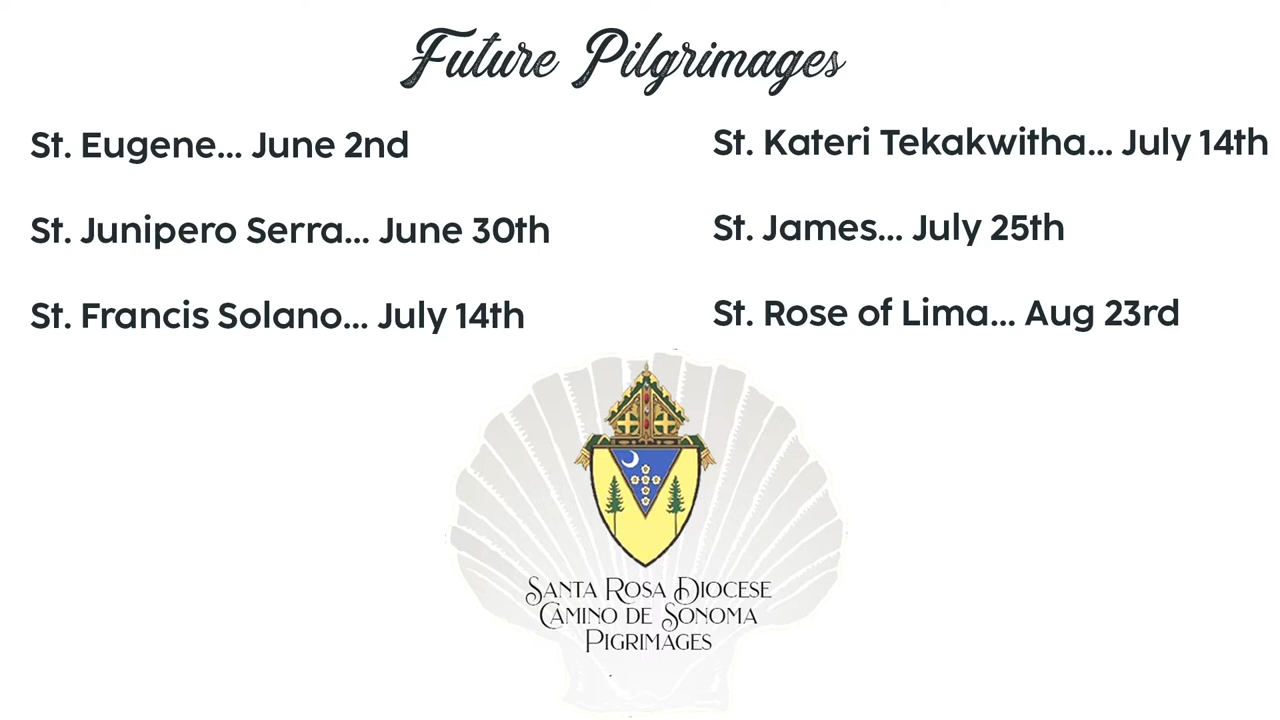 Future Pilgrimages
St. Eugene... June 2nd
St. Junipero Serra... June 30th
St. Francis Solano... July 14th
St. Kateri Tekakwitha... July 14th
St. James... July 25th
St. Rose of Lima... Aug 23rd
Santa Rosa Diocese
Camino de Sonoma
Pilgrimages